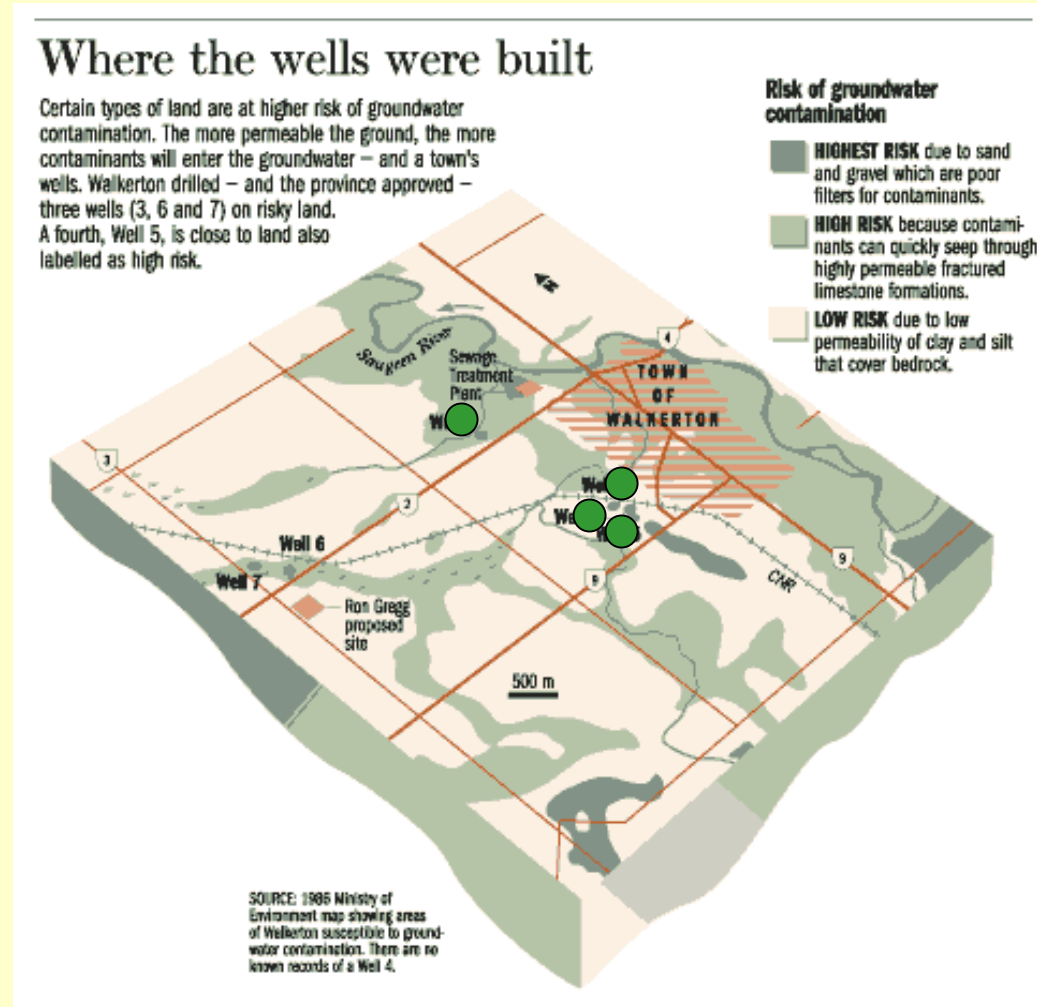 Where the wells were built
Certain types of land are at higher risk of groundwater
contamination. The more permeable the ground, the more
contaminants will enter the groundwater – and a town's
wells. Walkerton drilled – and the province approved –
three wells (3, 6 and 7) on risky land.
A fourth, Well 5, is close to land also
labelled as high risk.
Risk of groundwater
contamination
HIGHEST RISK due to sand
and gravel which are poor
filters for contaminants.
HIGH RISK because contami-
nants can quickly seep through
highly permeable fractured
limestone formations.
LOW RISK due to low
permeability of clay and silt
that cover bedrock.
N
Saugeen River
Sewage
Treatment
Plant
4
TOWN
OF
WALKERTON
3
2
Well 6
Well 7
9
9
CNR
Ron Gregg
proposed
site
500 m
SOURCE: 1986 Ministry of
Environment map showing areas
of Walkerton susceptible to ground-
water contamination. There are no
known records of a Well 4.